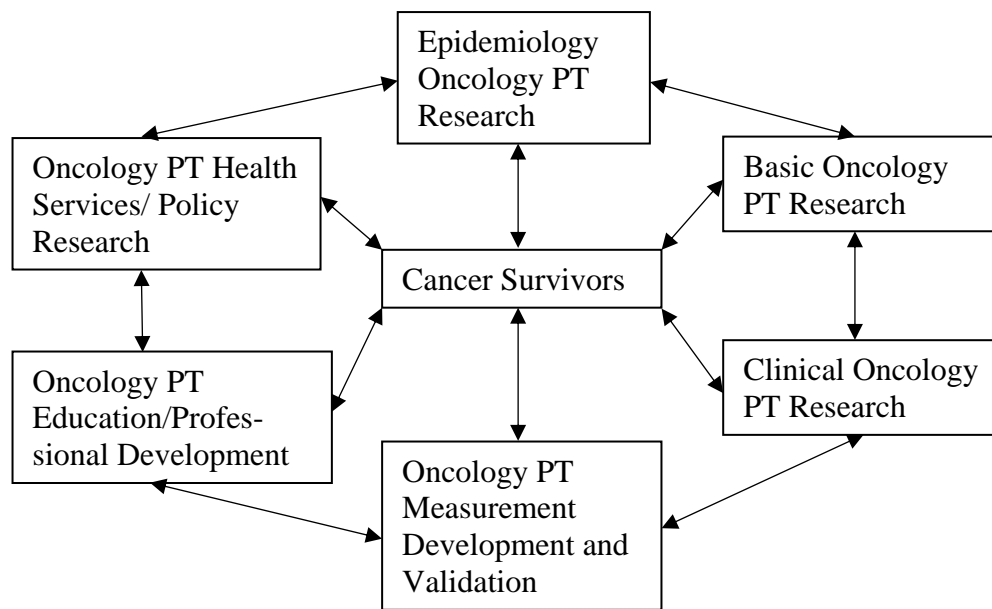 Epidemiology
Oncology PT
Research
Oncology PT Health
Services/ Policy
Research
Basic Oncology
PT Research
Cancer Survivors
Oncology PT
Education/Profes-
sional Development
Clinical Oncology
PT Research
Oncology PT
Measurement
Development and
Validation